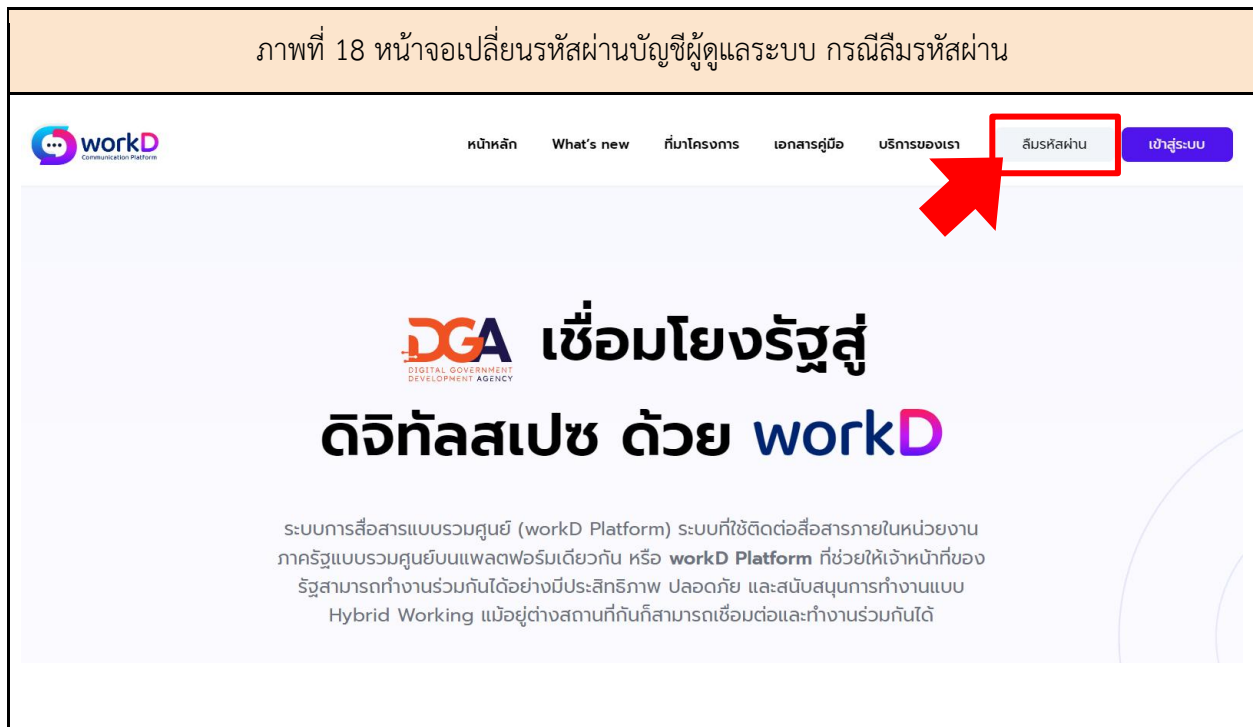 ภาพที่ 18 หน้าจอเปลี่ยนรหัสผ่านบัญชีผู้ดูแลระบบ กรณีลืมรหัสผ่าน
workD
Communication Platform
หน้าหลัก What's new ที่มาโครงการ เอกสารคู่มือ บริการของเรา ลืมรหัสผ่าน เข้าสู่ระบบ
DGA เชื่อมโยงรัฐสู่
DIGITAL GOVERNMENT
DEVELOPMENT AGENCY
ดิจิทัลสเปซ ด้วย workD
ระบบการสื่อสารแบบรวมศูนย์ (workD Platform) ระบบที่ใช้ติดต่อสื่อสารภายในหน่วยงาน
ภาครัฐแบบรวมศูนย์บนแพลตฟอร์มเดียวกัน หรือ workD Platform ที่ช่วยให้เจ้าหน้าที่ของ
รัฐสามารถทำงานร่วมกันได้อย่างมีประสิทธิภาพ ปลอดภัย และสนับสนุนการทำงานแบบ
Hybrid Working แม้อยู่ต่างสถานที่กันก็สามารถเชื่อมต่อและทำงานร่วมกันได้